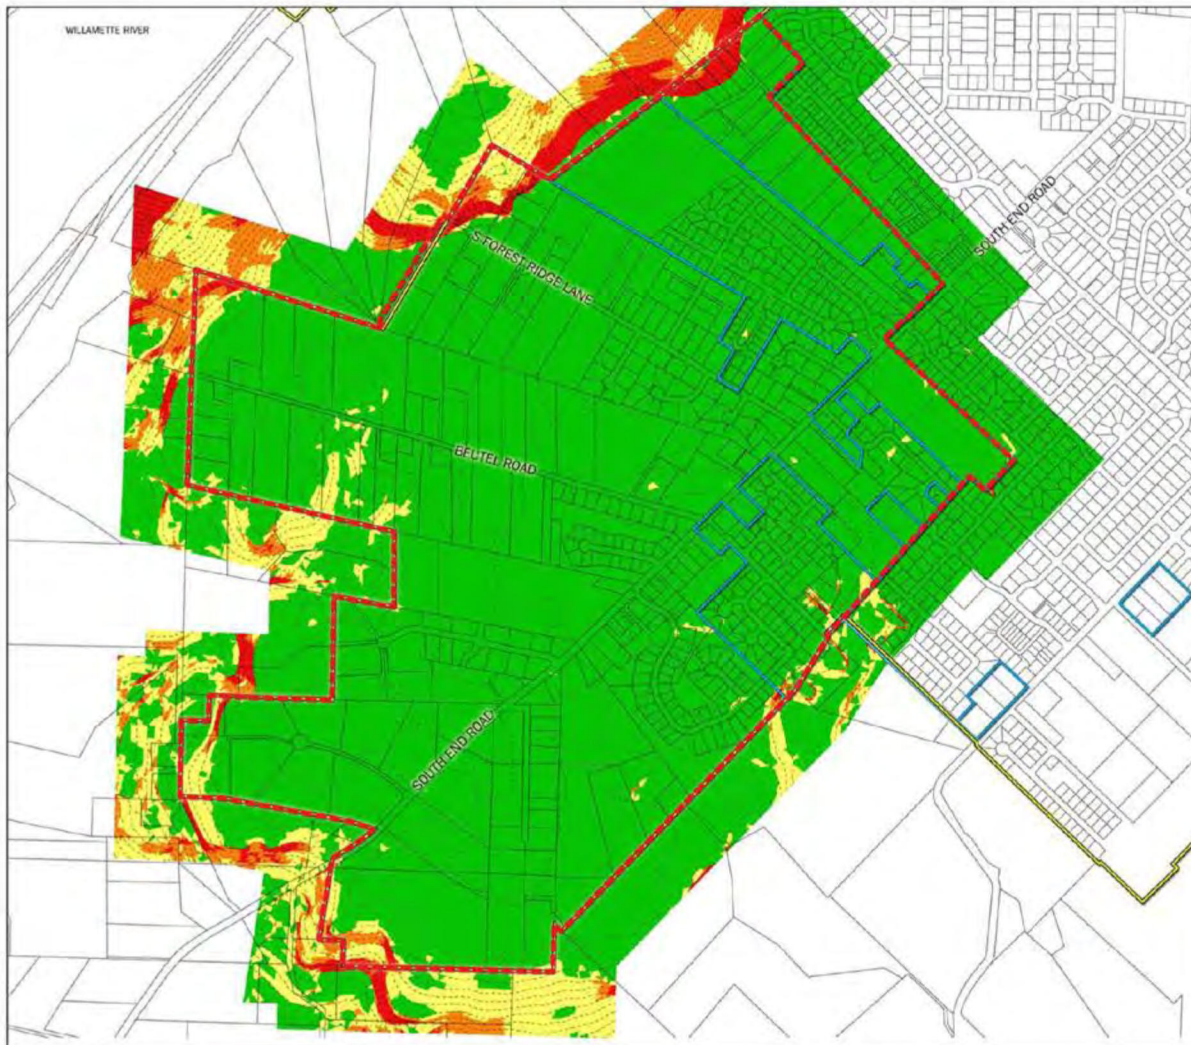 WILLAMETTE RIVER
SOUTH END ROAD
S FOREST RIDGE LANE
BEUTEL ROAD
SOUTH END ROAD